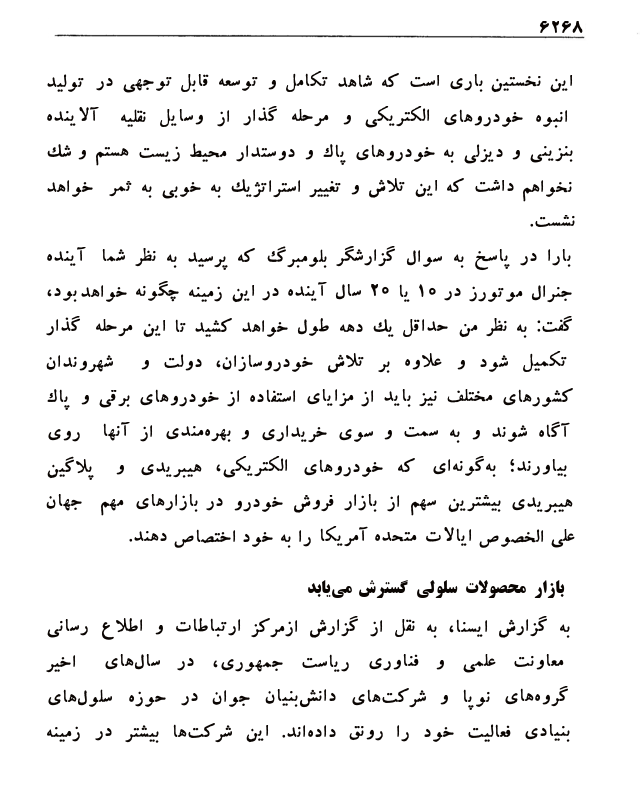 ۶۲۶۸
این نخستین باری است که شاهد تکامل و توسعه قابل توجهی در تولید
انبوه خودروهای الکتریکی و مرحله گذار از وسایل نقلیه آلاینده
بنزینی و دیزلی به خودروهای پاك و دوستدار محیط زیست هستم و شك
نخواهم داشت که این تلاش و تغییر استراتژیك به خوبی به ثمر خواهد
نشست.
بارا در پاسخ به سوال گزارشگر بلومبرگ که پرسید به نظر شما آینده
جنرال موتورز در ۱۵ یا ۲۰ سال آینده در این زمینه چگونه خواهدبود،
گفت: به نظر من حداقل یك دهه طول خواهد کشید تا این مرحله گذار
تکمیل شود و علاوه بر تلاش خودروسازان، دولت و شهروندان
کشورهای مختلف نیز باید از مزایای استفاده از خودروهای برقی و پاك
آگاه شوند و به سمت و سوی خریداری و بهره‌مندی از آنها روی
بیاورند؛ به‌گونه‌ای که خودروهای الکتریکی، هیبریدی و پلاگین
هیبریدی بیشترین سهم از بازار فروش خودرو در بازارهای مهم جهان
علی الخصوص ایالات متحده آمریکا را به خود اختصاص دهند.
بازار محصولات سلولی گسترش می‌یابد
به گزارش ایسنا، به نقل از گزارش ازمرکز ارتباطات و اطلاع رسانی
معاونت علمی و فناوری ریاست جمهوری، در سال‌های اخیر
گروه‌های نوپا و شرکت‌های دانش‌بنیان جوان در حوزه سلول‌های
بنیادی فعالیت خود را رونق داده‌اند. این شرکت‌ها بیشتر در زمینه